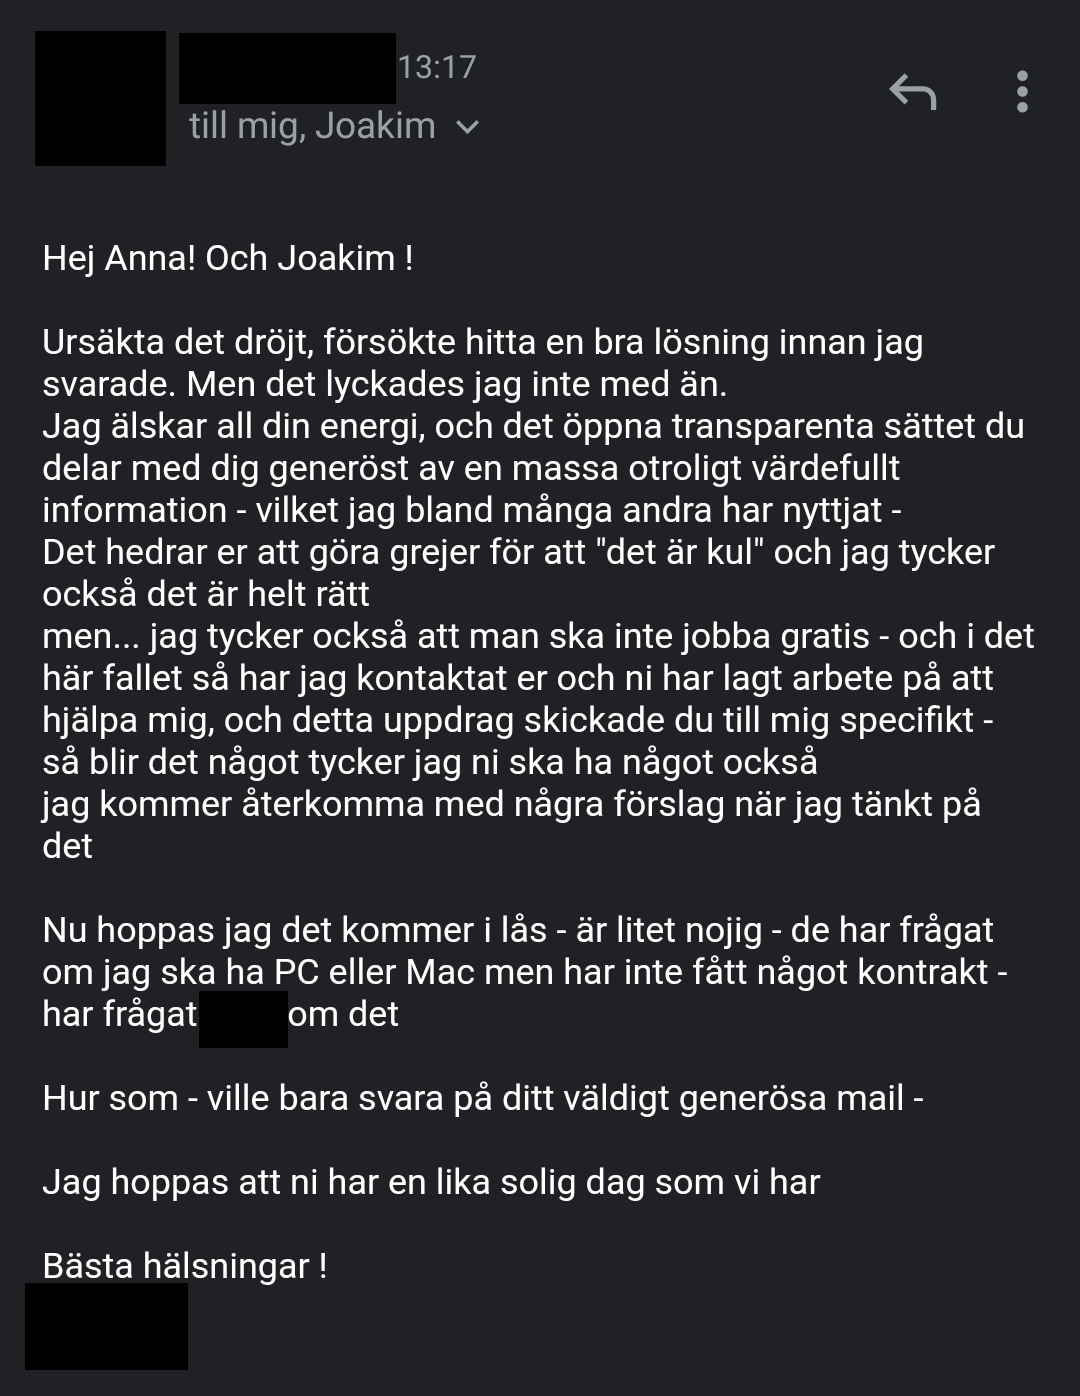 13:17
till mig, Joakim
Hej Anna! Och Joakim !
Ursäkta det dröjt, försökte hitta en bra lösning innan jag
svarade. Men det lyckades jag inte med än.
Jag älskar all din energi, och det öppna transparenta sättet du
delar med dig generöst av en massa otroligt värdefullt
information - vilket jag bland många andra har nyttjat -
Det hedrar er att göra grejer för att "det är kul" och jag tycker
också det är helt rätt
men... jag tycker också att man ska inte jobba gratis - och i det
här fallet så har jag kontaktat er och ni har lagt arbete på att
hjälpa mig, och detta uppdrag skickade du till mig specifikt -
så blir det något tycker jag ni ska ha något också
jag kommer återkomma med några förslag när jag tänkt på
det
Nu hoppas jag det kommer i lås - är litet nojig - de har frågat
om jag ska ha PC eller Mac men har inte fått något kontrakt -
har frågat om det
Hur som - ville bara svara på ditt väldigt generösa mail -
Jag hoppas att ni har en lika solig dag som vi har
Bästa hälsningar !